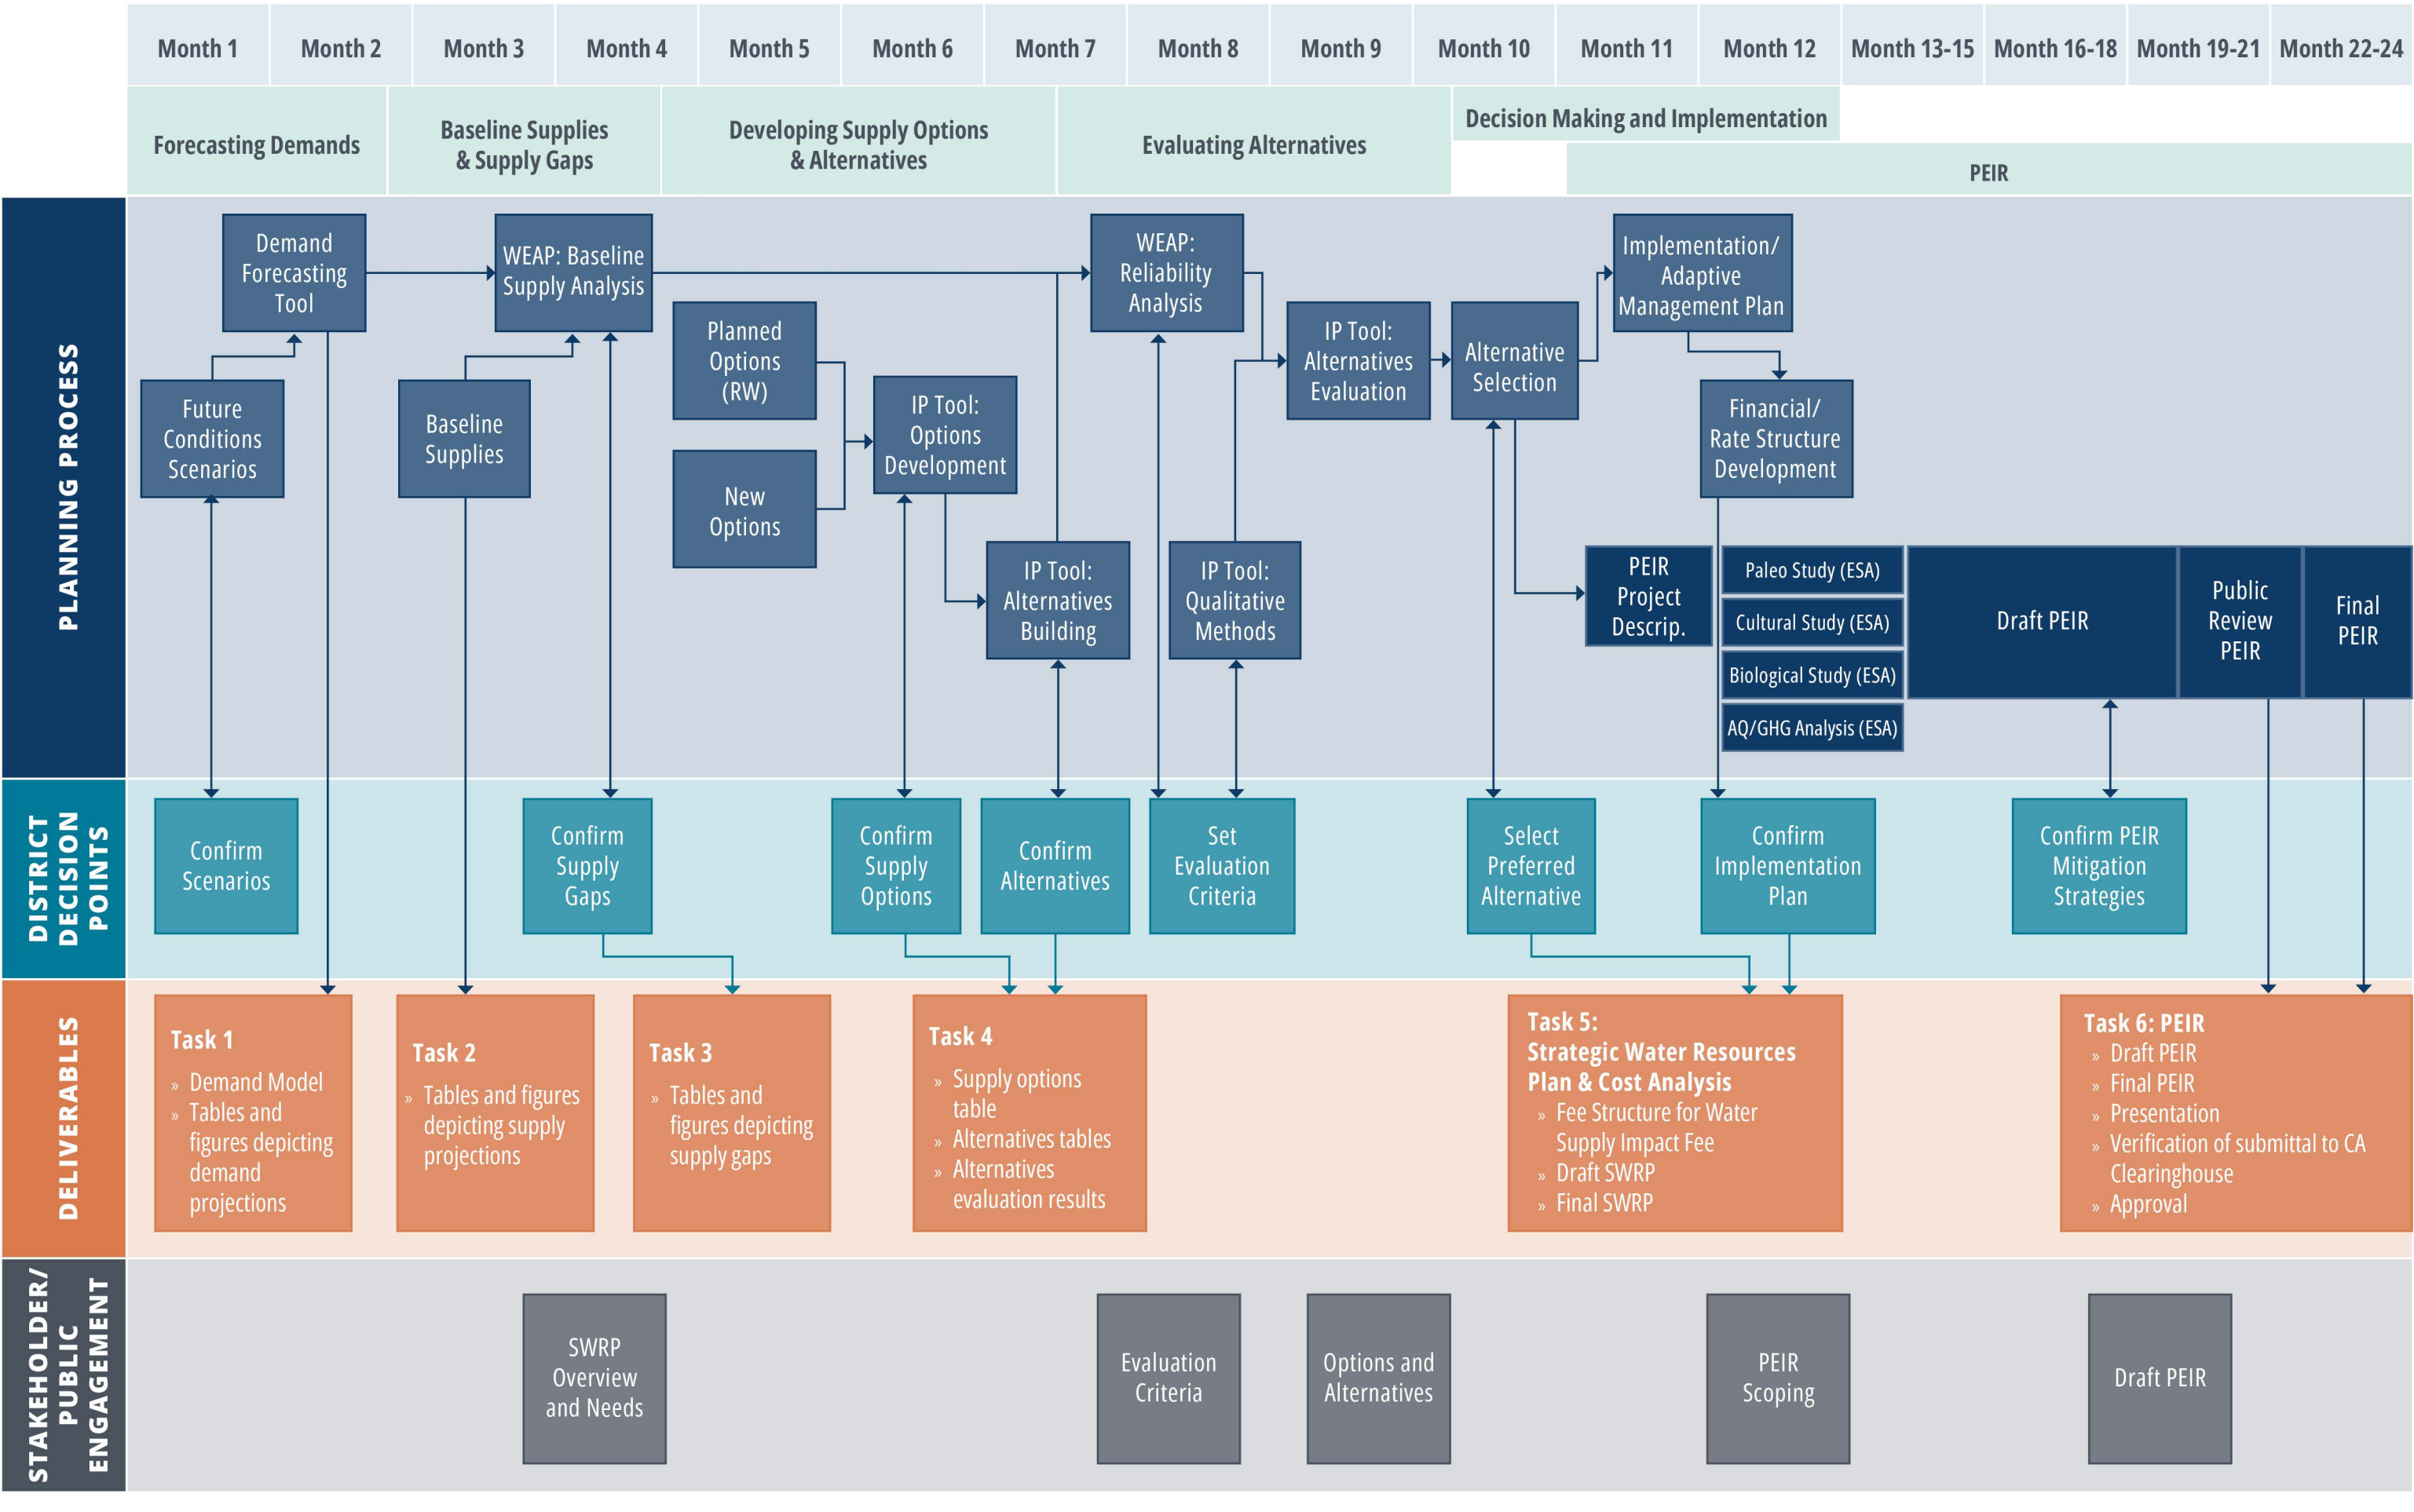 Month 1
Month 2
Month 3
Month 4
Month 5
Month 6
Month 7
Month 8
Month 9
Month 10
Month 11
Month 12
Month 13-15
Month 16-18
Month 19-21
Month 22-24
Forecasting Demands
Baseline Supplies
& Supply Gaps
Developing Supply Options
& Alternatives
Evaluating Alternatives
Decision Making and Implementation
PEIR
PLANNING PROCESS
Demand
Forecasting
Tool
WEAP: Baseline
Supply Analysis
WEAP:
Reliability
Analysis
Implementation/
Adaptive
Management Plan
Planned
Options
(RW)
IP Tool:
Alternatives
Evaluation
Alternative
Selection
Future
Conditions
Scenarios
Baseline
Supplies
IP Tool:
Options
Development
Financial/
Rate Structure
Development
New
Options
IP Tool:
Alternatives
Building
IP Tool:
Qualitative
Methods
PEIR
Project
Descrip.
Paleo Study (ESA)
Cultural Study (ESA)
Biological Study (ESA)
AQ/GHG Analysis (ESA)
Draft PEIR
Public
Review
PEIR
Final
PEIR
DISTRICT
DECISION
POINTS
Confirm
Scenarios
Confirm
Supply
Gaps
Confirm
Supply
Options
Confirm
Alternatives
Set
Evaluation
Criteria
Select
Preferred
Alternative
Confirm
Implementation
Plan
Confirm PEIR
Mitigation
Strategies
DELIVERABLES
Task 1
» Demand Model
» Tables and
figures depicting
demand
projections
Task 2
» Tables and figures
depicting supply
projections
Task 3
» Tables and
figures depicting
supply gaps
Task 4
» Supply options
table
» Alternatives tables
» Alternatives
evaluation results
Task 5:
Strategic Water Resources
Plan & Cost Analysis
» Fee Structure for Water
Supply Impact Fee
» Draft SWRP
» Final SWRP
Task 6: PEIR
» Draft PEIR
» Final PEIR
» Presentation
» Verification of submittal to CA
Clearinghouse
» Approval
STAKEHOLDER/
PUBLIC
ENGAGEMENT
SWRP
Overview
and Needs
Evaluation
Criteria
Options and
Alternatives
PEIR
Scoping
Draft PEIR